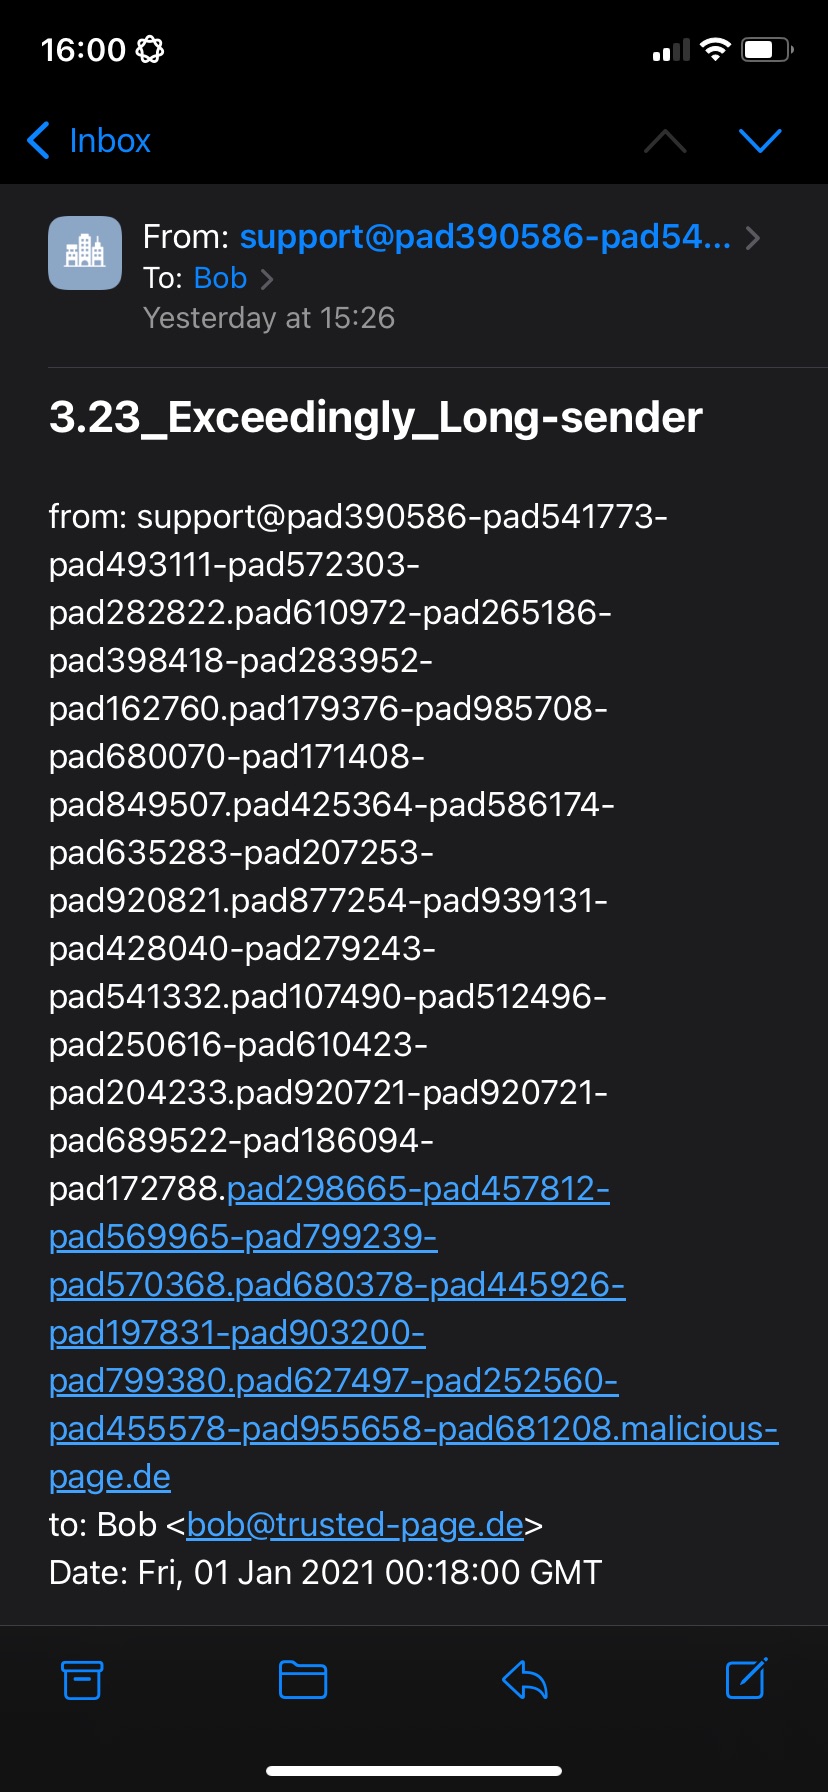 16:00
Inbox
From: support@pad390586-pad54...
To: Bob
Yesterday at 15:26
3.23_Exceedingly_Long-sender
from: support@pad390586-pad541773-
pad493111-pad572303-
pad282822.pad610972-pad265186-
pad398418-pad283952-
pad162760.pad179376-pad985708-
pad680070-pad171408-
pad849507.pad425364-pad586174-
pad635283-pad207253-
pad920821.pad877254-pad939131-
pad428040-pad279243-
pad541332.pad107490-pad512496-
pad250616-pad610423-
pad204233.pad920721-pad920721-
pad689522-pad186094-
pad172788.pad298665-pad457812-
pad569965-pad799239-
pad570368.pad680378-pad445926-
pad197831-pad903200-
pad799380.pad627497-pad252560-
pad455578-pad955658-pad681208.malicious-
page.de
to: Bob <bob@trusted-page.de>
Date: Fri, 01 Jan 2021 00:18:00 GMT